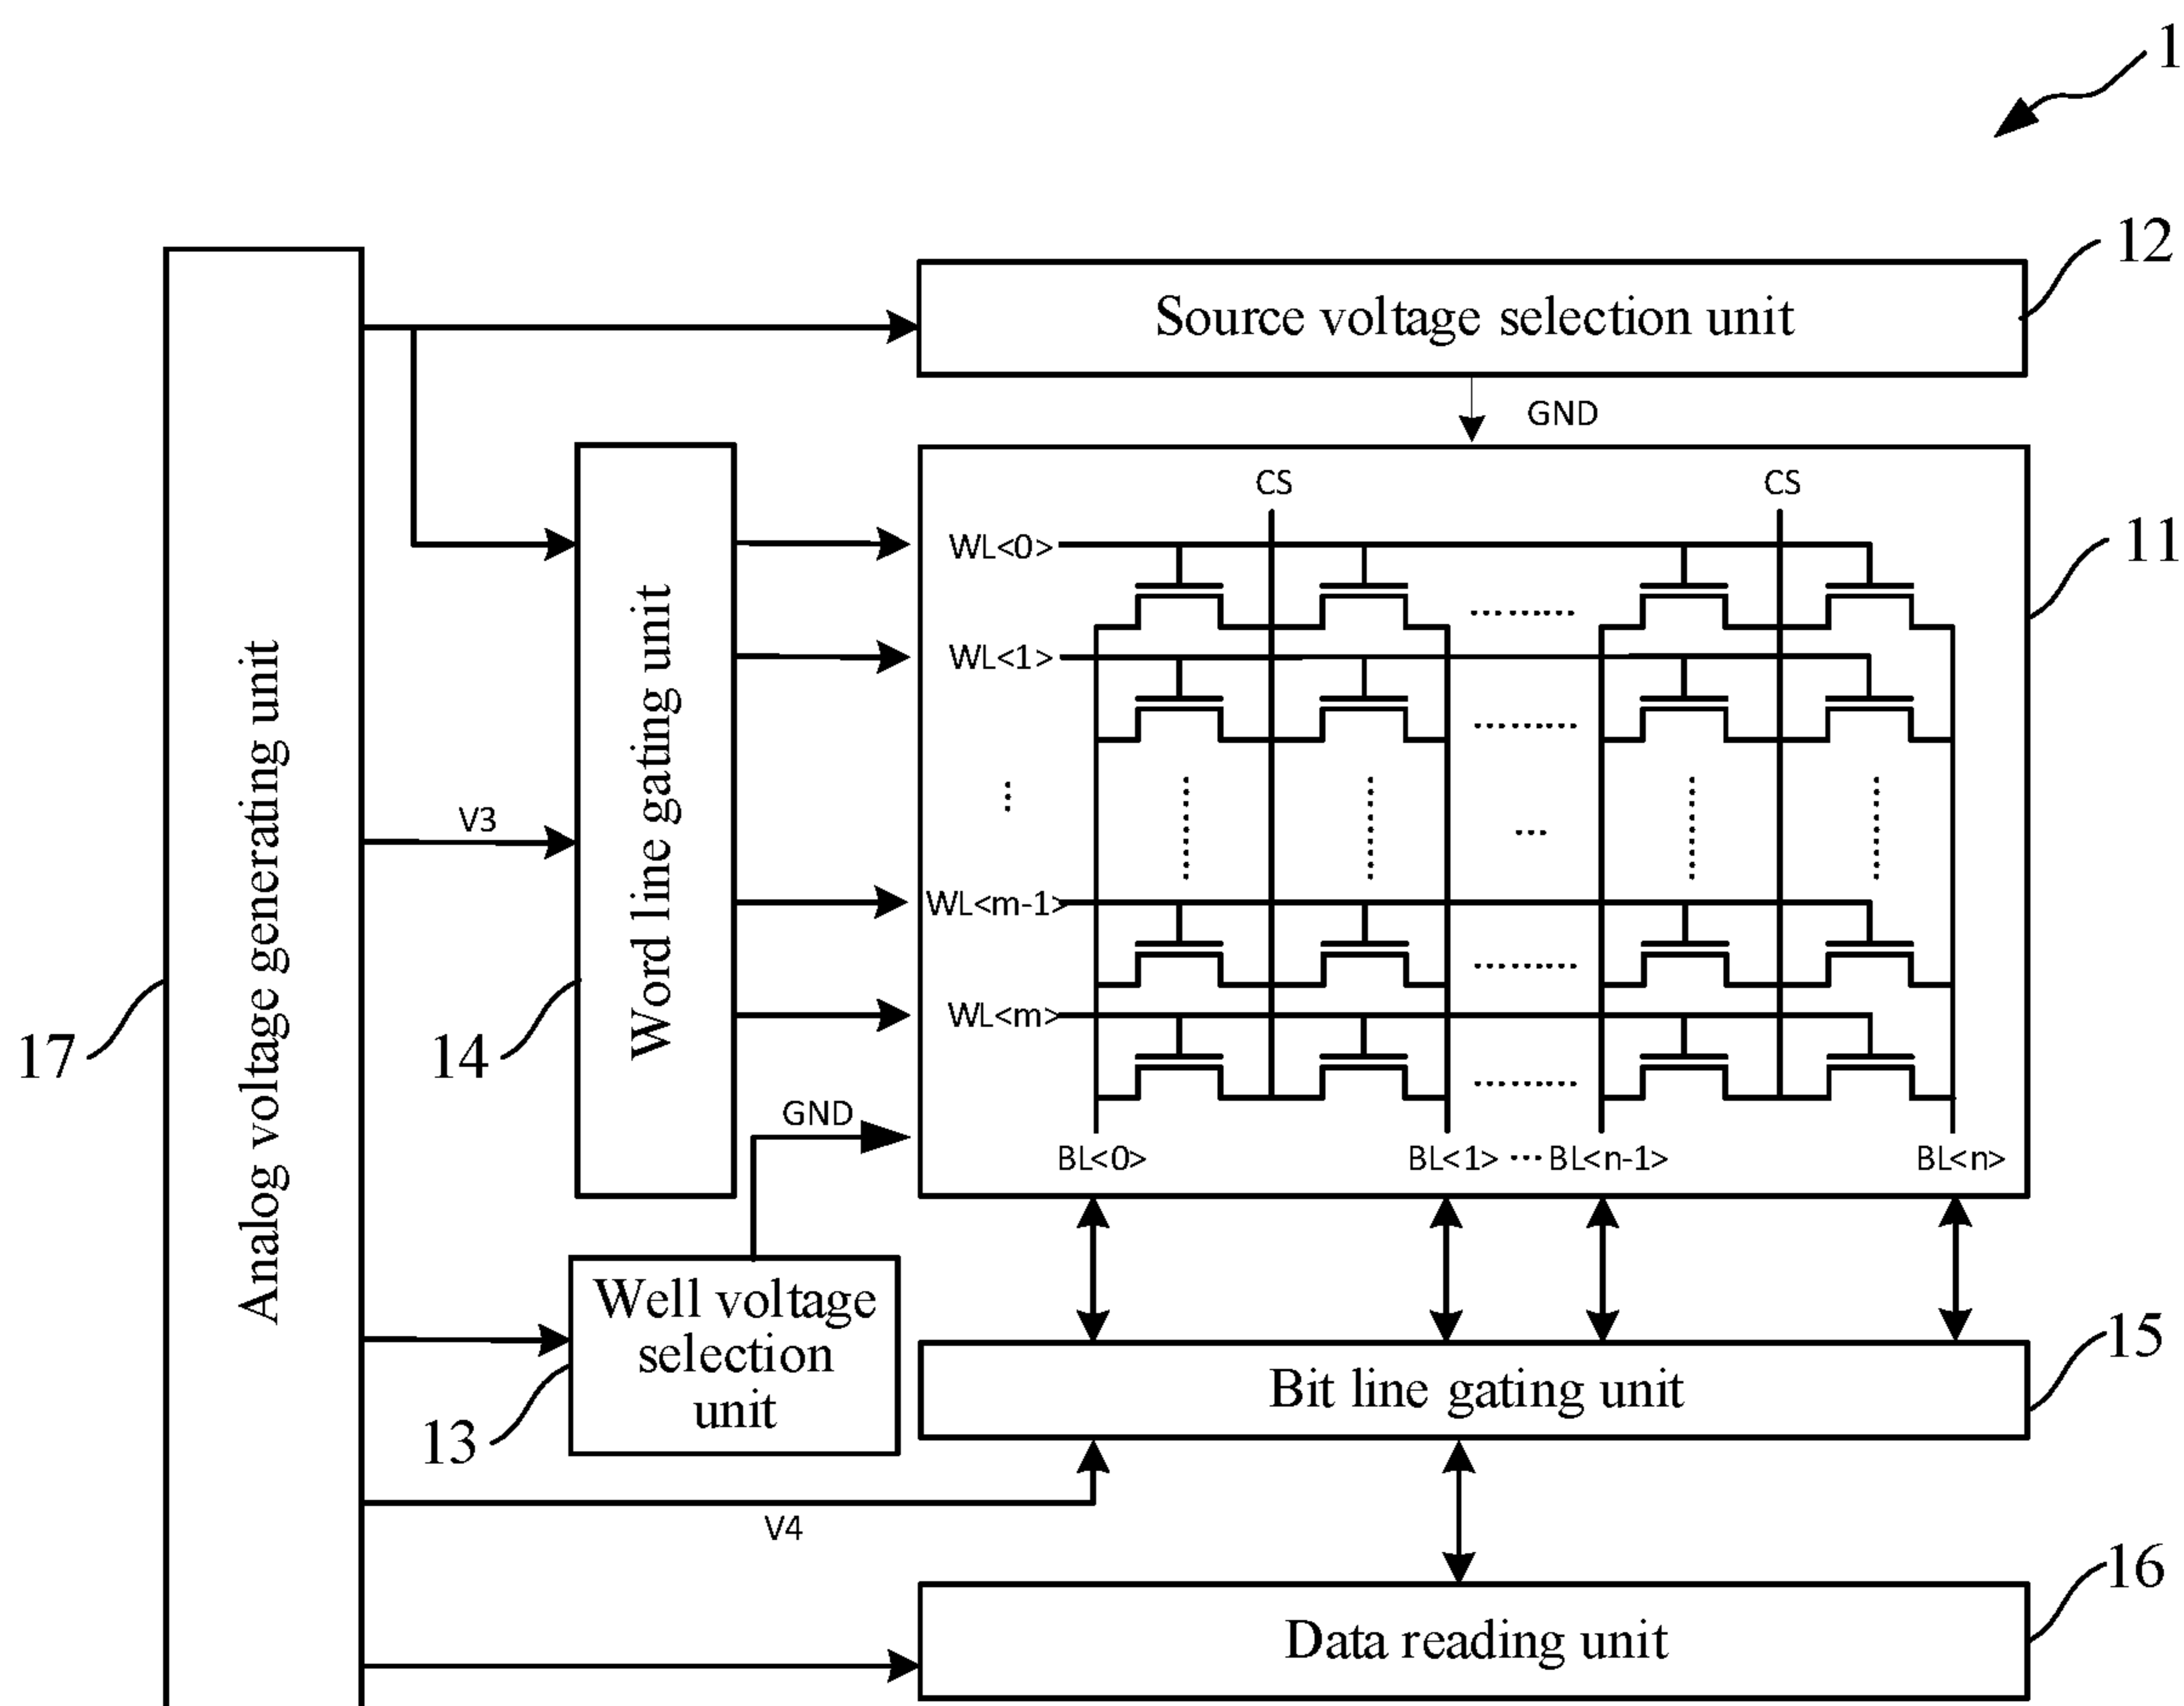 1
12
Source voltage selection unit
GND
CS CS
11
WL<0>
WL<1>
V3
WL<m-1>
WL<m>
Analog voltage generating unit
Word line gating unit
17
14
GND
BL<0> BL<1> ··· BL<n-1> BL<n>
Well voltage
selection
unit
13
15
Bit line gating unit
V4
16
Data reading unit